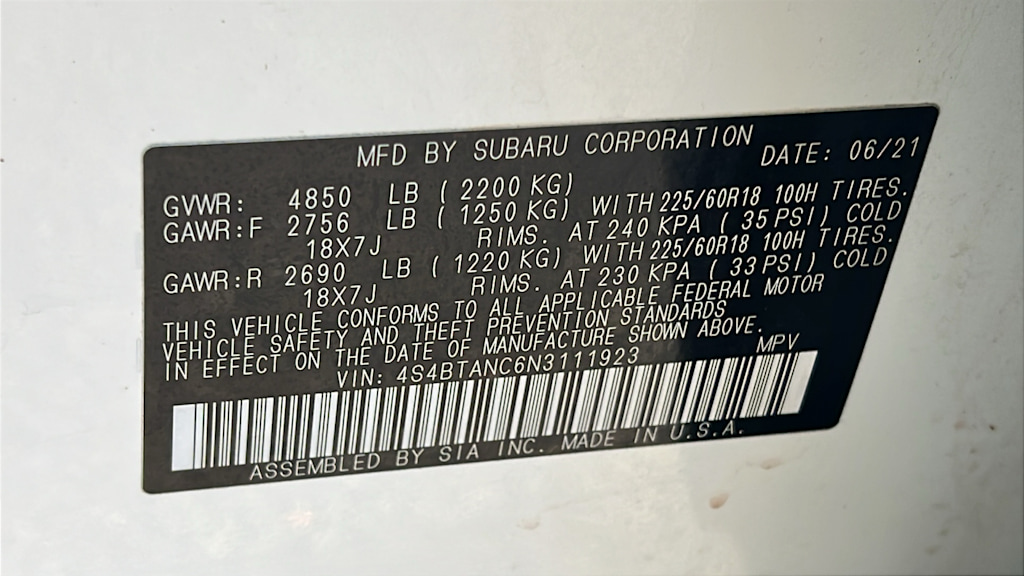 MFD BY SUBARU CORPORATION DATE: 06/21
GVWR: 4850 LB ( 2200 KG)
GAWR:F 2756 LB ( 1250 KG) WITH 225/60R18 100H TIRES.
18X7J RIMS. AT 240 KPA ( 35 PSI) COLD
GAWR:R 2690 LB ( 1220 KG) WITH 225/60R18 100H TIRES.
18X7J RIMS. AT 230 KPA ( 33 PSI) COLD
THIS VEHICLE CONFORMS TO ALL APPLICABLE FEDERAL MOTOR
VEHICLE SAFETY AND THEFT PREVENTION STANDARDS
IN EFFECT ON THE DATE OF MANUFACTURE SHOWN ABOVE.
VIN: 4S4BTANC6N3111923 MPV
ASSEMBLED BY SIA INC. MADE IN U.S.A.